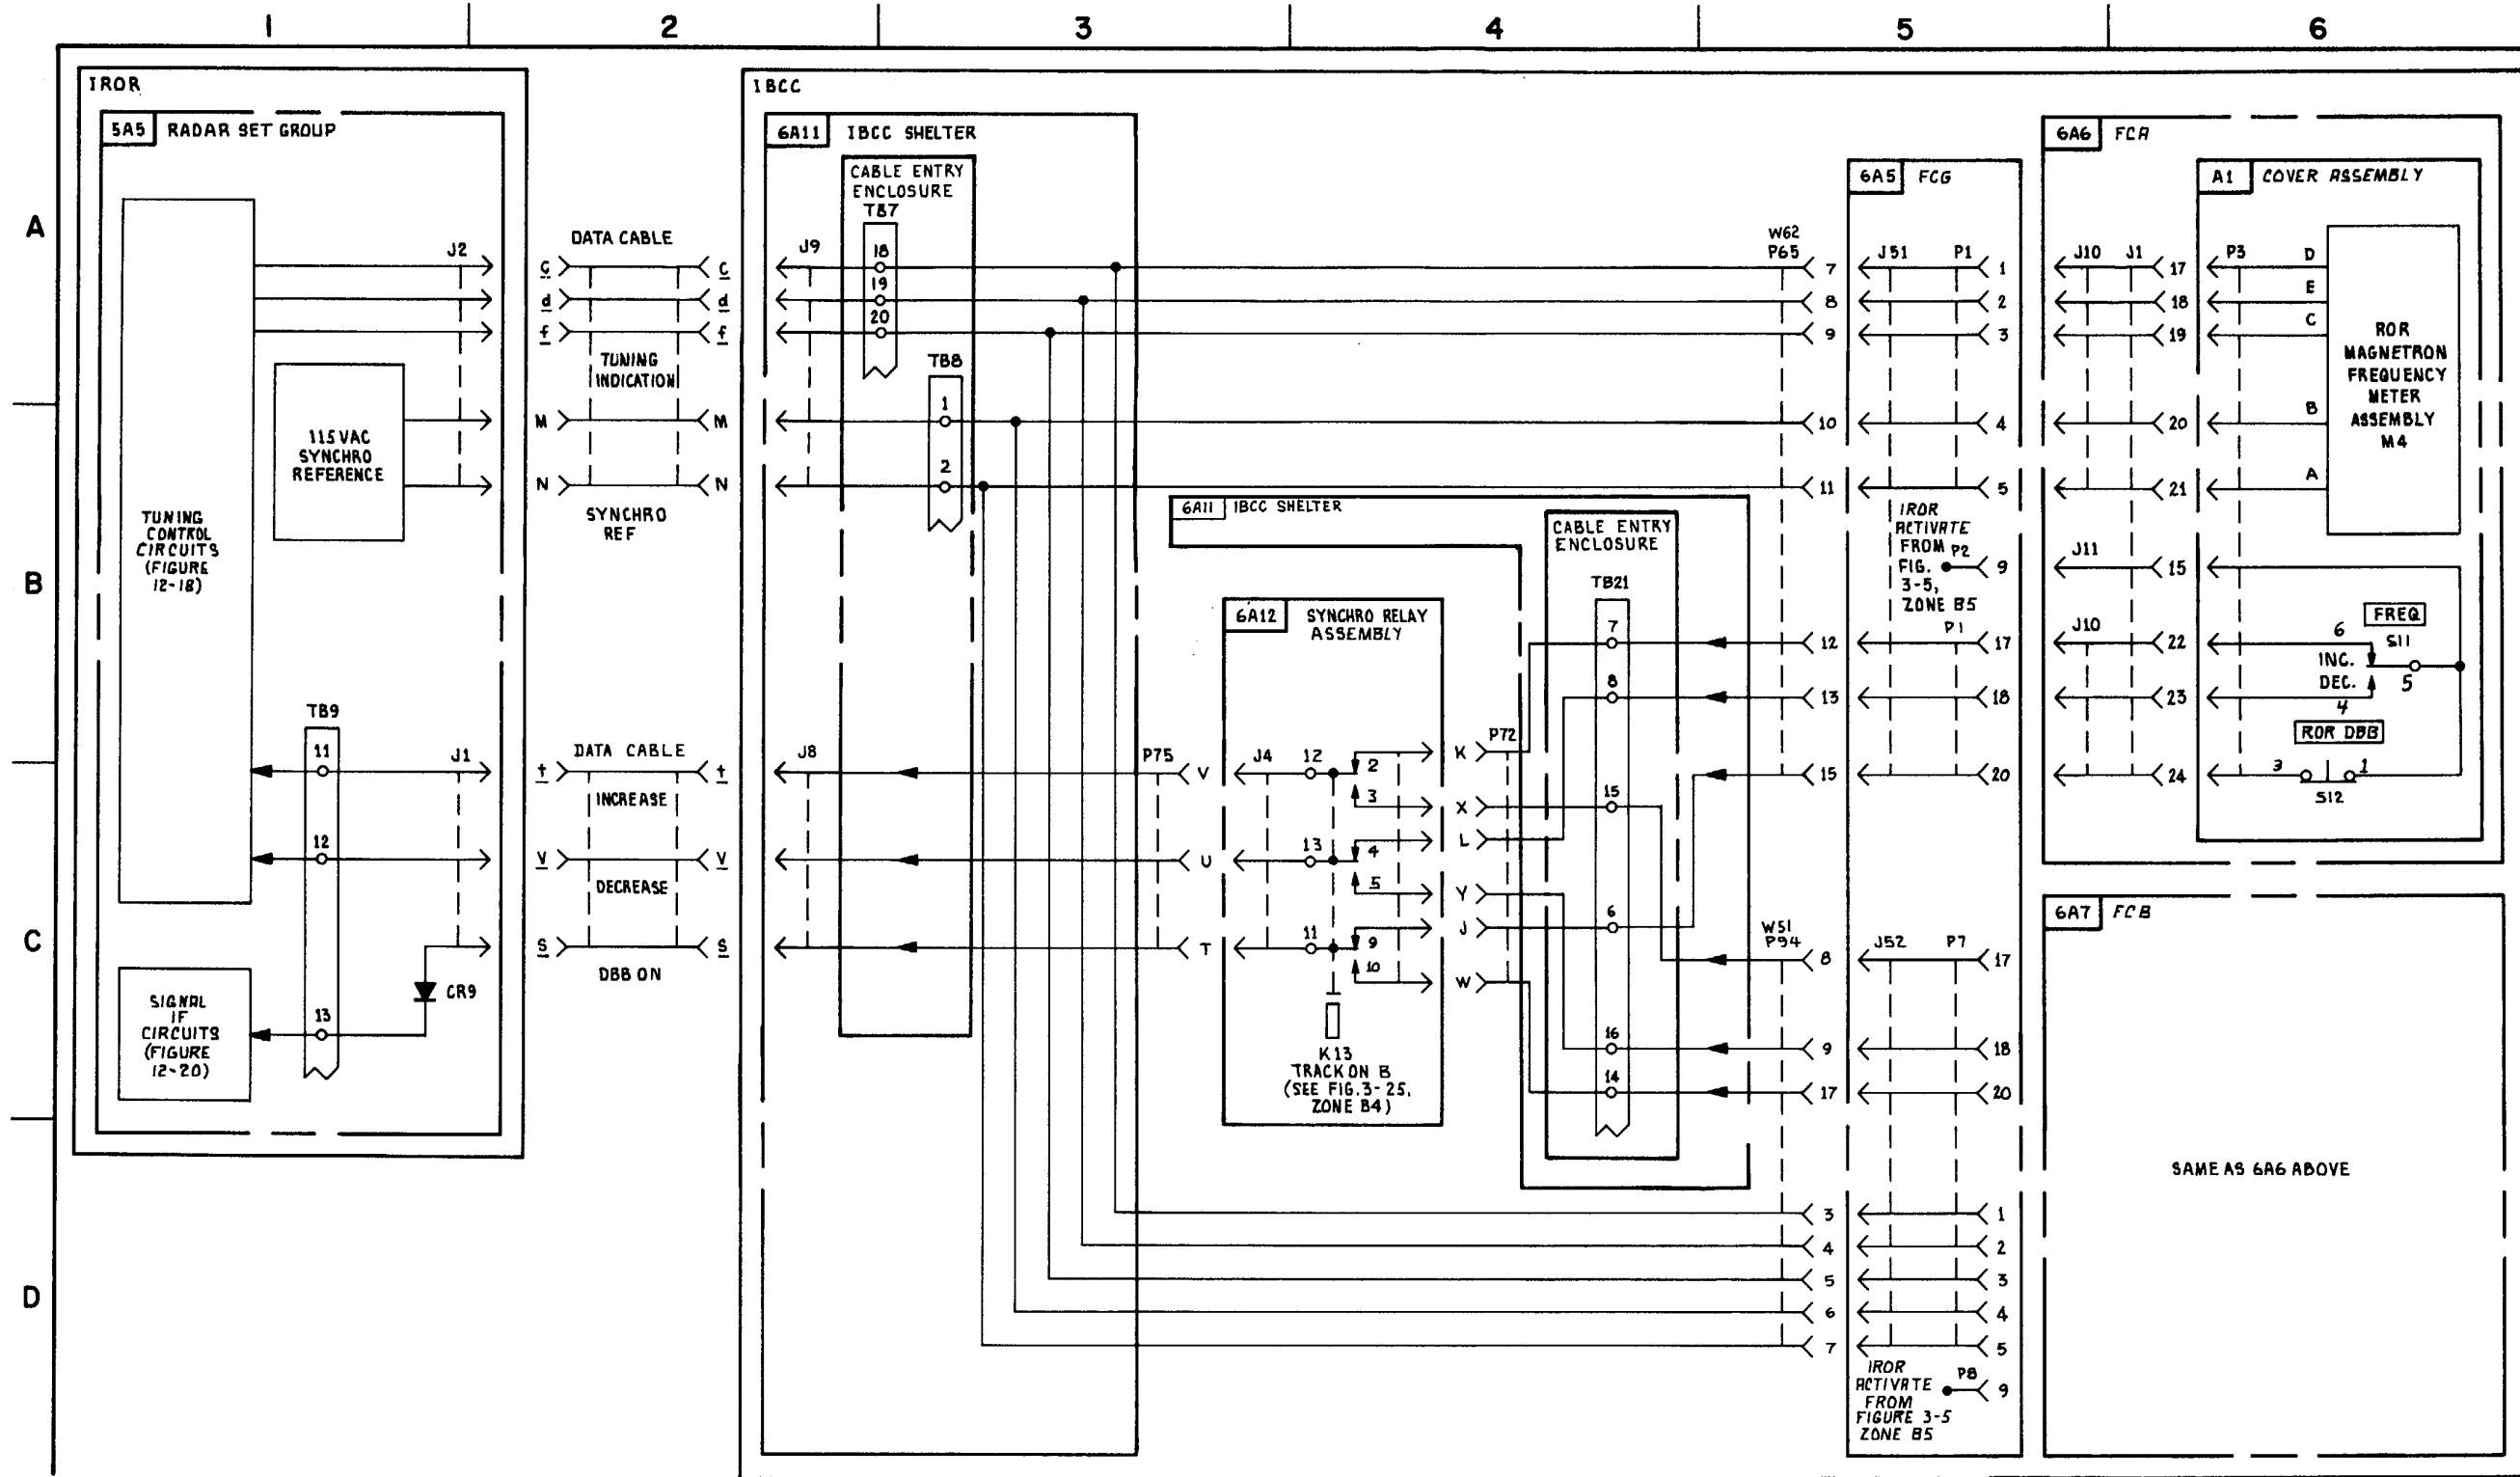 1 2 3 4 5 6
A
B
C
D
IROR
5A5 RADAR SET GROUP
TUNING
CONTROL
CIRCUITS
(FIGURE
12-18)
115 VAC
SYNCHRO
REFERENCE
J2
TB9
11
12
13
J1
CR9
SIGNAL
IF
CIRCUITS
(FIGURE
12-20)
DATA CABLE
c c
d d
f f
TUNING
INDICATION
M M
N N
SYNCHRO
REF
DATA CABLE
t t
INCREASE
V V
DECREASE
S S
DBB ON
IBCC
6A11 IBCC SHELTER
CABLE ENTRY
ENCLOSURE
TB7
J9
18
19
20
TB8
1
2
J8
P75
V
U
T
6A11 IBCC SHELTER
6A12 SYNCHRO RELAY
ASSEMBLY
J4
12
2
3
13
4
5
11
9
10
K13
TRACK ON B
(SEE FIG. 3-25,
ZONE B4)
P72
K
X
L
Y
J
W
CABLE ENTRY
ENCLOSURE
TB21
7
8
15
6
16
14
W62
P65
7
8
9
10
11
12
13
15
W51
P94
8
9
17
3
4
5
6
7
6A5 FCG
J51 P1
1
2
3
4
5
IROR
ACTIVATE
FROM P2
FIG. 9
3-5,
ZONE B5
P1
17
18
20
J52 P7
17
18
20
1
2
3
4
5
IROR
ACTIVATE P8
FROM 9
FIGURE 3-5
ZONE B5
6A6 FCA
J10 J1
17
18
19
20
21
J11
15
J10
22
23
24
A1 COVER ASSEMBLY
P3
D
E
C
B
A
ROR
MAGNETRON
FREQUENCY
METER
ASSEMBLY
M4
FREQ
6 S11
INC.
DEC. 5
4
ROR DBB
3 1
S12
6A7 FCB
SAME AS 6A6 ABOVE